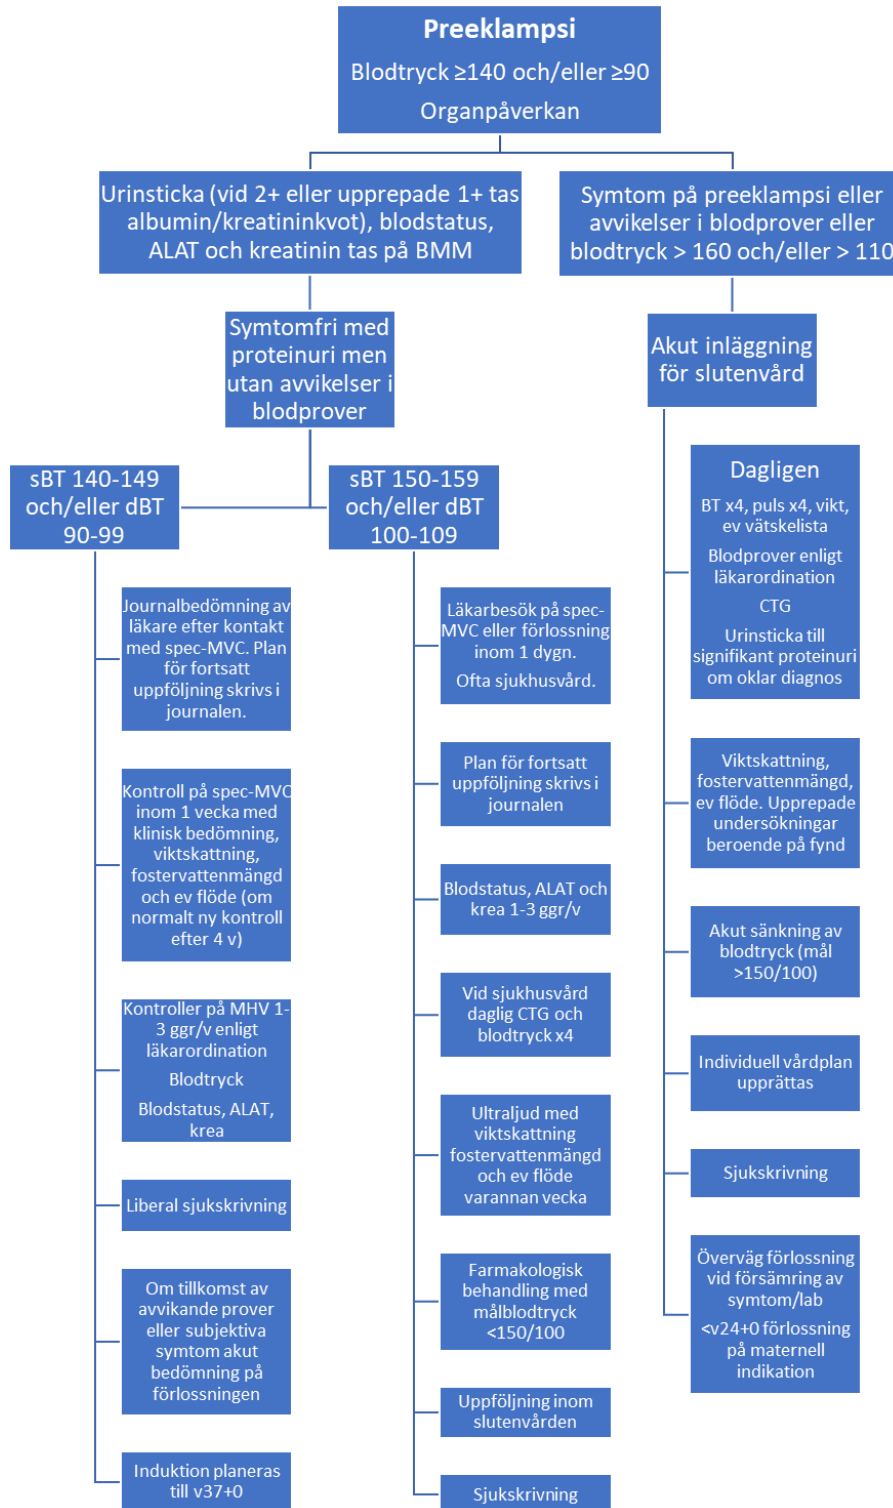 Preeklampsi
Blodtryck ≥140 och/eller ≥90
Organpåverkan
Urinsticka (vid 2+ eller upprepade 1+ tas
albumin/kreatininkvot), blodstatus,
ALAT och kreatinin tas på BMM
Symtom på preeklampsi eller
avvikelser i blodprover eller
blodtryck > 160 och/eller > 110
Symtomfri med
proteinuri men
utan avvikelser i
blodprover
Akut inläggning
för slutenvård
sBT 140-149
och/eller dBT
90-99
sBT 150-159
och/eller dBT
100-109
Journalbedömning av
läkare efter kontakt
med spec-MVC. Plan
för fortsatt
uppföljning skrivs i
journalen.
Kontroll på spec-MVC
inom 1 vecka med
klinisk bedömning,
viktskattning,
fostervattenmängd
och ev flöde (om
normalt ny kontroll
efter 4 v)
Kontroller på MHV 1-
3 ggr/v enligt
läkarordination
Blodtryck
Blodstatus, ALAT,
krea
Liberal sjukskrivning
Om tillkomst av
avvikande prover
eller subjektiva
symtom akut
bedömning på
förlossningen
Induktion planeras
till v37+0
Läkarbesök på spec-
MVC eller förlossning
inom 1 dygn.
Ofta sjukhusvård.
Plan för fortsatt
uppföljning skrivs i
journalen
Blodstatus, ALAT och
krea 1-3 ggr/v
Vid sjukhusvård
daglig CTG och
blodtryck x4
Ultraljud med
viktskattning
fostervattenmängd
och ev flöde
varannan vecka
Farmakologisk
behandling med
målblodtryck
<150/100
Uppföljning inom
slutenvården
Sjukskrivning
Dagligen
BT x4, puls x4, vikt,
ev vätskelista
Blodprover enligt
läkarordination
CTG
Urinsticka till
signifikant proteinuri
om oklar diagnos
Viktskattning,
fostervattenmängd,
ev flöde. Upprepade
undersökningar
beroende på fynd
Akut sänkning av
blodtryck (mål
>150/100)
Individuell vårdplan
upprättas
Sjukskrivning
Överväg förlossning
vid försämring av
symtom/lab
<v24+0 förlossning
på maternell
indikation